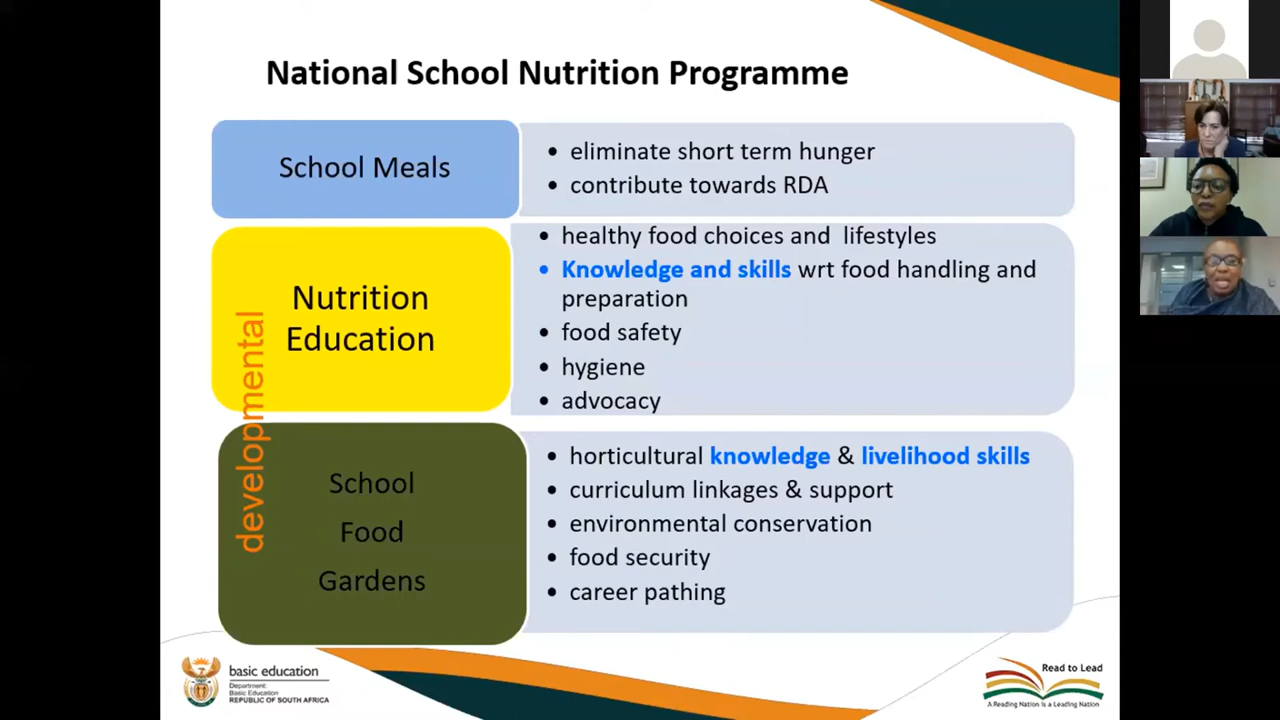 National School Nutrition Programme
School Meals
• eliminate short term hunger
• contribute towards RDA
developmental
Nutrition
Education
• healthy food choices and lifestyles
• Knowledge and skills wrt food handling and
preparation
• food safety
• hygiene
• advocacy
School
Food
Gardens
• horticultural knowledge & livelihood skills
• curriculum linkages & support
• environmental conservation
• food security
• career pathing
basic education
Department:
Basic Education
REPUBLIC OF SOUTH AFRICA
Read to Lead
A Reading Nation is a Leading Nation